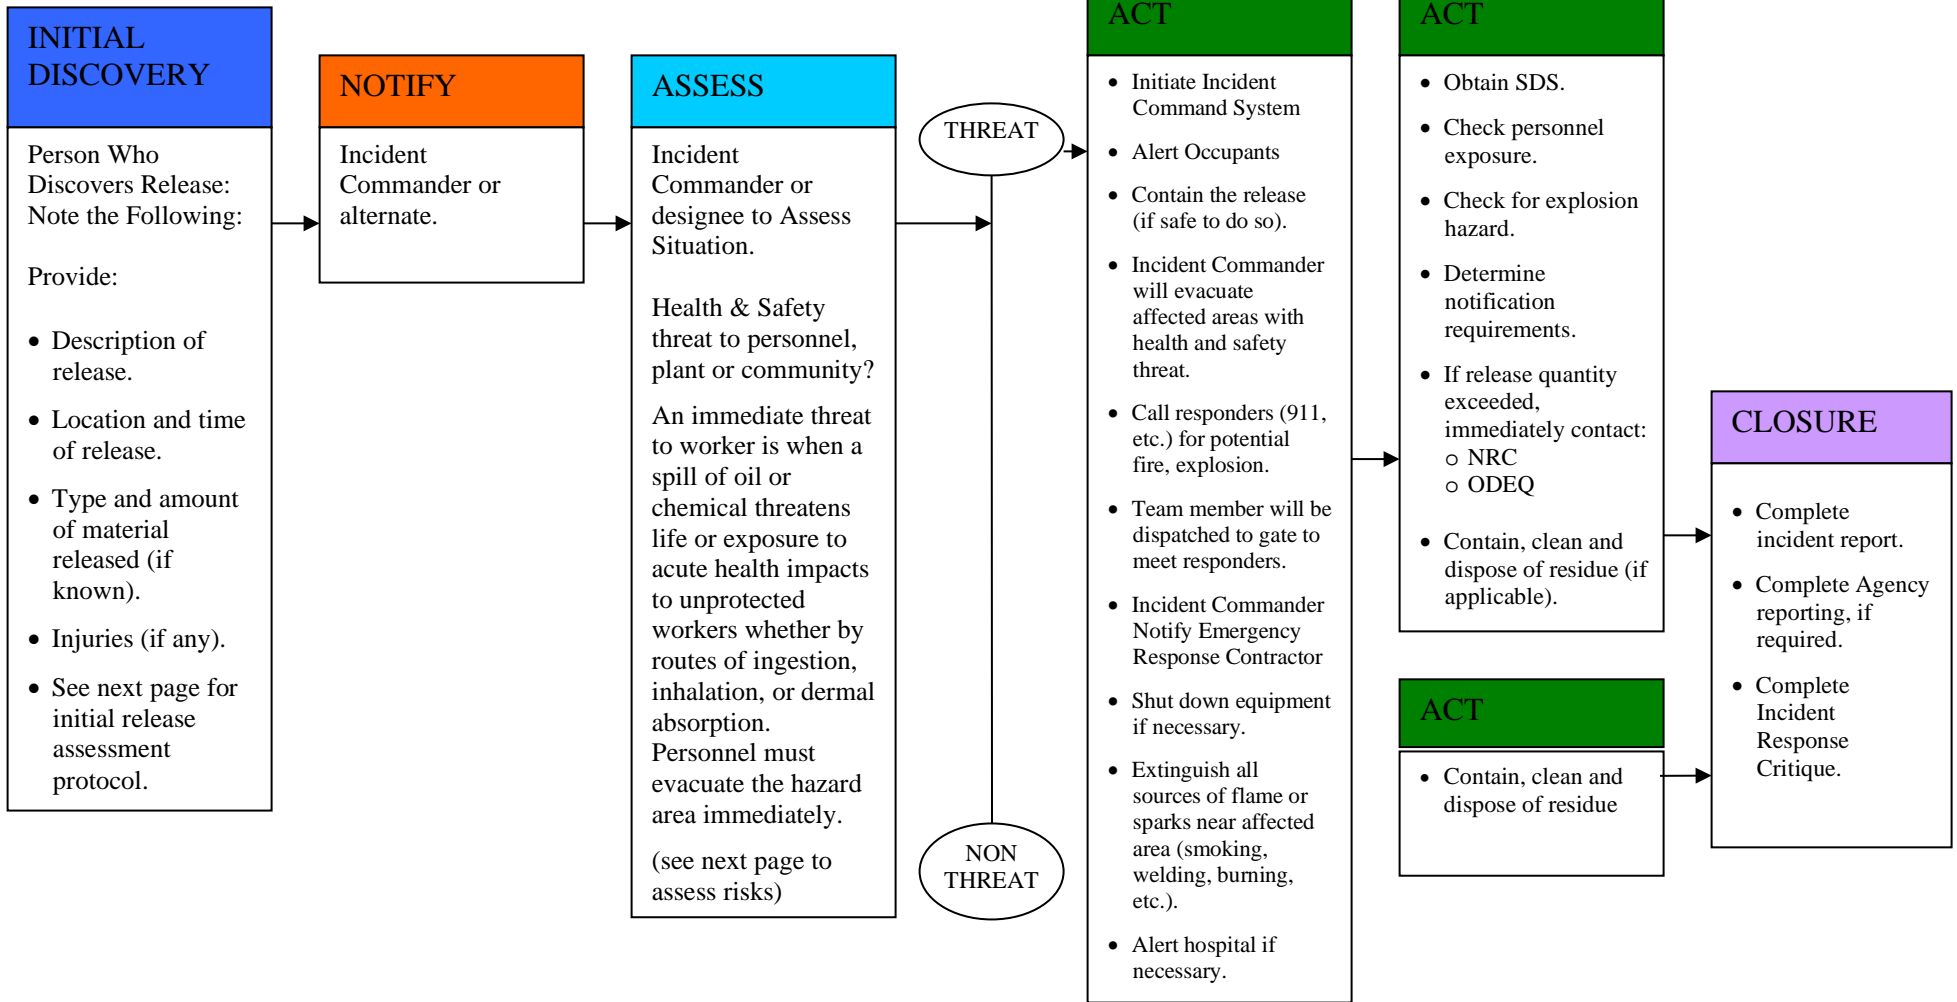 INITIAL
DISCOVERY
Person Who
Discovers Release:
Note the Following:
Provide:
• Description of
release.
• Location and time
of release.
• Type and amount
of material
released (if
known).
• Injuries (if any).
• See next page for
initial release
assessment
protocol.
NOTIFY
Incident
Commander or
alternate.
ASSESS
Incident
Commander or
designee to Assess
Situation.
Health & Safety
threat to personnel,
plant or community?
An immediate threat
to worker is when a
spill of oil or
chemical threatens
life or exposure to
acute health impacts
to unprotected
workers whether by
routes of ingestion,
inhalation, or dermal
absorption.
Personnel must
evacuate the hazard
area immediately.
(see next page to
assess risks)
THREAT
NON
THREAT
ACT
• Initiate Incident
Command System
• Alert Occupants
• Contain the release
(if safe to do so).
• Incident Commander
will evacuate
affected areas with
health and safety
threat.
• Call responders (911,
etc.) for potential
fire, explosion.
• Team member will be
dispatched to gate to
meet responders.
• Incident Commander
Notify Emergency
Response Contractor
• Shut down equipment
if necessary.
• Extinguish all
sources of flame or
sparks near affected
area (smoking,
welding, burning,
etc.).
• Alert hospital if
necessary.
ACT
• Obtain SDS.
• Check personnel
exposure.
• Check for explosion
hazard.
• Determine
notification
requirements.
• If release quantity
exceeded,
immediately contact:
o NRC
o ODEQ
• Contain, clean and
dispose of residue (if
applicable).
ACT
• Contain, clean and
dispose of residue
CLOSURE
• Complete
incident report.
• Complete Agency
reporting, if
required.
• Complete
Incident
Response
Critique.